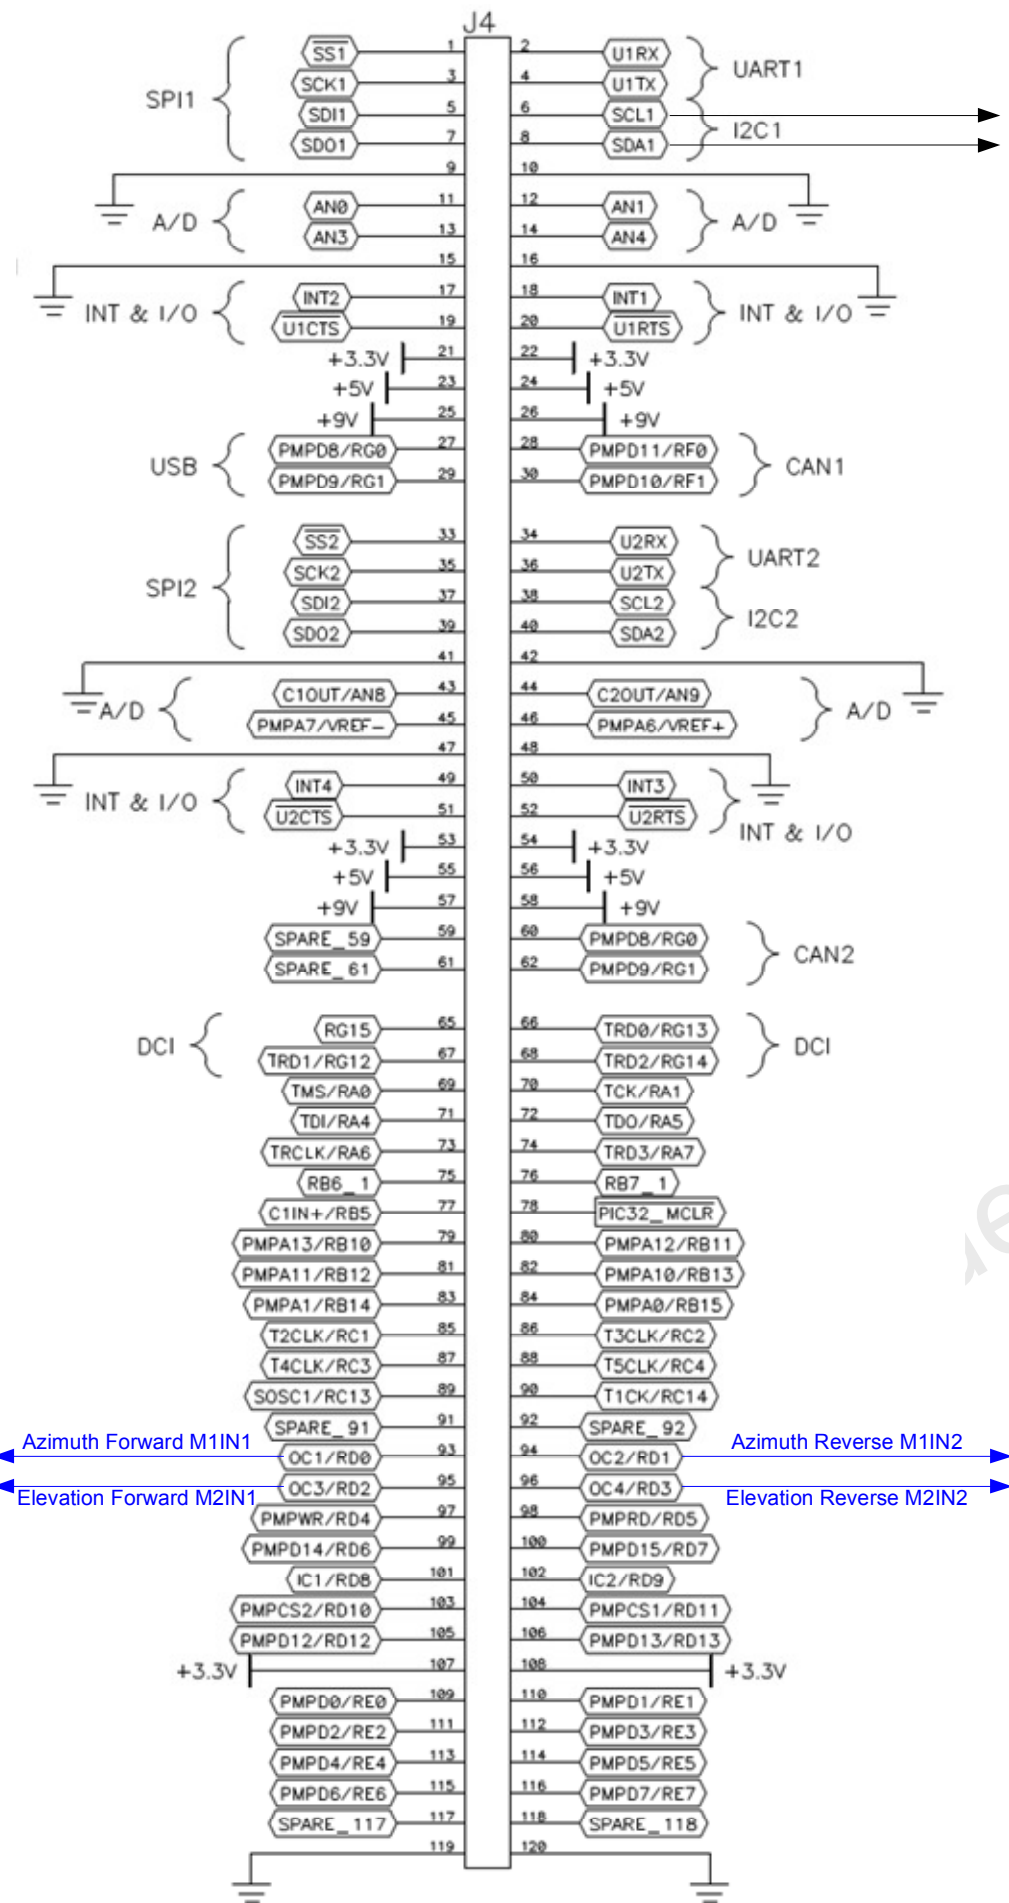 J4
SPI1 SS1 1 2 U1RX UART1
SCK1 3 4 U1TX
SDI1 5 6 SCL1 I2C1
SDO1 7 8 SDA1
9 10
A/D AN0 11 12 AN1 A/D
AN3 13 14 AN4
15 16
INT & I/O INT2 17 18 INT1 INT & I/O
U1CTS 19 20 U1RTS
+3.3V 21 22 +3.3V
+5V 23 24 +5V
+9V 25 26 +9V
USB PMPD8/RG0 27 28 PMPD11/RF0 CAN1
PMPD9/RG1 29 30 PMPD10/RF1
SPI2 SS2 33 34 U2RX UART2
SCK2 35 36 U2TX
SDI2 37 38 SCL2 I2C2
SDO2 39 40 SDA2
41 42
A/D C1OUT/AN8 43 44 C2OUT/AN9 A/D
PMPA7/VREF- 45 46 PMPA6/VREF+
47 48
INT & I/O INT4 49 50 INT3 INT & I/O
U2CTS 51 52 U2RTS
+3.3V 53 54 +3.3V
+5V 55 56 +5V
+9V 57 58 +9V
SPARE_59 59 60 PMPD8/RG0 CAN2
SPARE_61 61 62 PMPD9/RG1
DCI RG15 65 66 TRD0/RG13 DCI
TRD1/RG12 67 68 TRD2/RG14
TMS/RA0 69 70 TCK/RA1
TDI/RA4 71 72 TDO/RA5
TRCLK/RA6 73 74 TRD3/RA7
RB6_1 75 76 RB7_1
C1IN+/RB5 77 78 PIC32_MCLR
PMPA13/RB10 79 80 PMPA12/RB11
PMPA11/RB12 81 82 PMPA10/RB13
PMPA1/RB14 83 84 PMPA0/RB15
T2CLK/RC1 85 86 T3CLK/RC2
T4CLK/RC3 87 88 T5CLK/RC4
SOSC1/RC13 89 90 T1CK/RC14
SPARE_91 91 92 SPARE_92
Azimuth Forward M1IN1 OC1/RD0 93 94 OC2/RD1 Azimuth Reverse M1IN2
Elevation Forward M2IN1 OC3/RD2 95 96 OC4/RD3 Elevation Reverse M2IN2
PMPWR/RD4 97 98 PMPRD/RD5
PMPD14/RD6 99 100 PMPD15/RD7
IC1/RD8 101 102 IC2/RD9
PMPCS2/RD10 103 104 PMPCS1/RD11
PMPD12/RD12 105 106 PMPD13/RD13
+3.3V 107 108 +3.3V
PMPD0/RE0 109 110 PMPD1/RE1
PMPD2/RE2 111 112 PMPD3/RE3
PMPD4/RE4 113 114 PMPD5/RE5
PMPD6/RE6 115 116 PMPD7/RE7
SPARE_117 117 118 SPARE_118
119 120